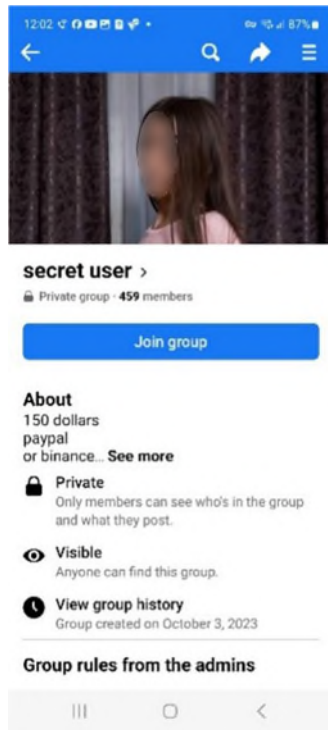 12:02
87%
secret user >
Private group · 459 members
Join group
About
150 dollars
paypal
or binance... See more
Private
Only members can see who's in the group
and what they post.
Visible
Anyone can find this group.
View group history
Group created on October 3, 2023
Group rules from the admins